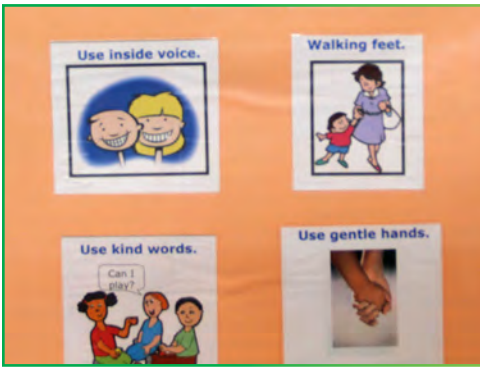 Use inside voice.
Walking feet.
Use kind words.
Can I
play?
Use gentle hands.